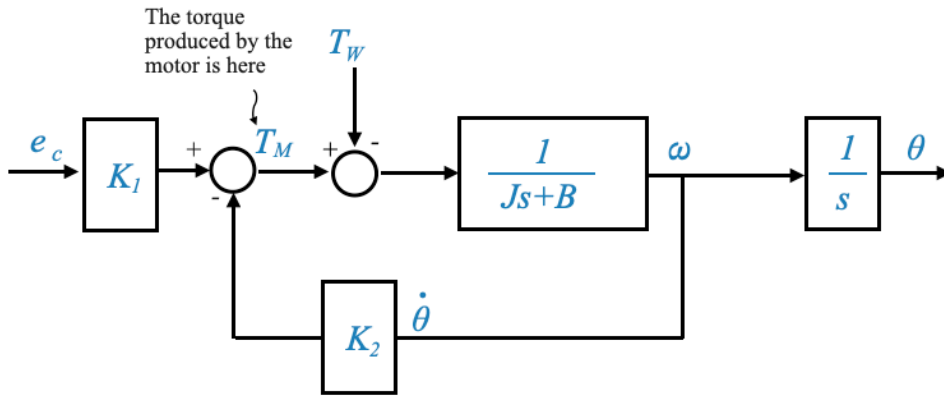 The torque
produced by the
motor is here
T_W
e_c
K_1
+
-
T_M
+
-
1
Js+B
ω
1
s
θ
K_2
θ̇